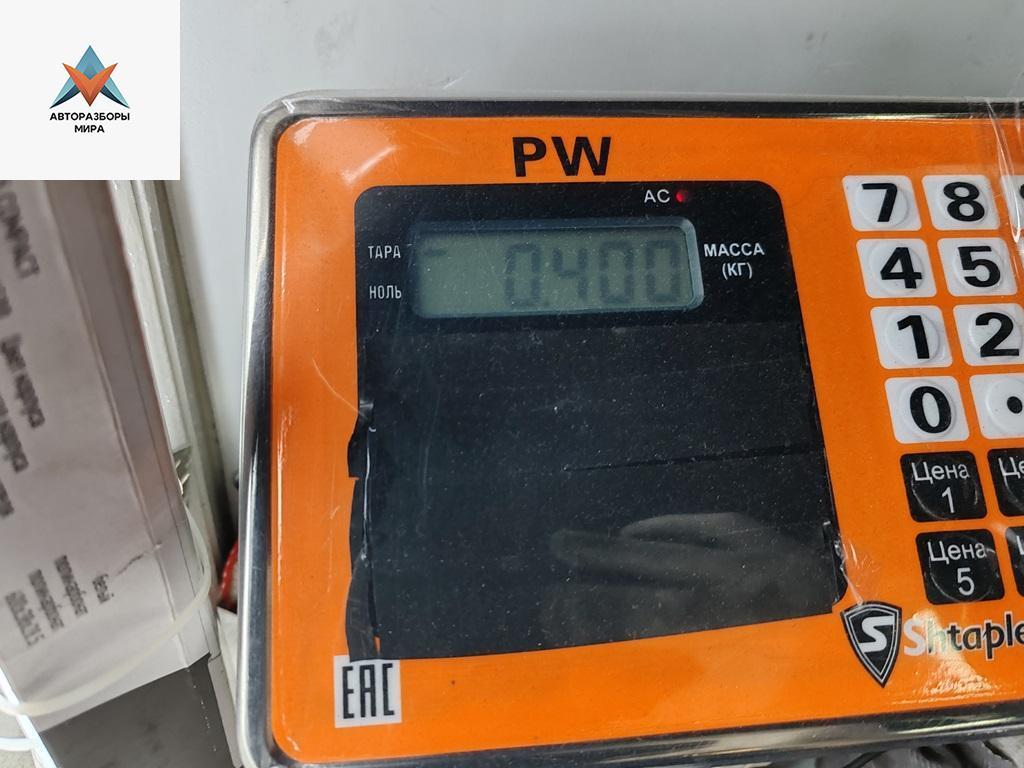 АВТОРАЗБОРЫ
МИРА
PW
AC
ТАРА
НОЛЬ
- 0.400
МАССА
(КГ)
7 8
4 5
1 2
0 .
Цена
1
Цена
5
S Shtaple
EAC
COMPACT